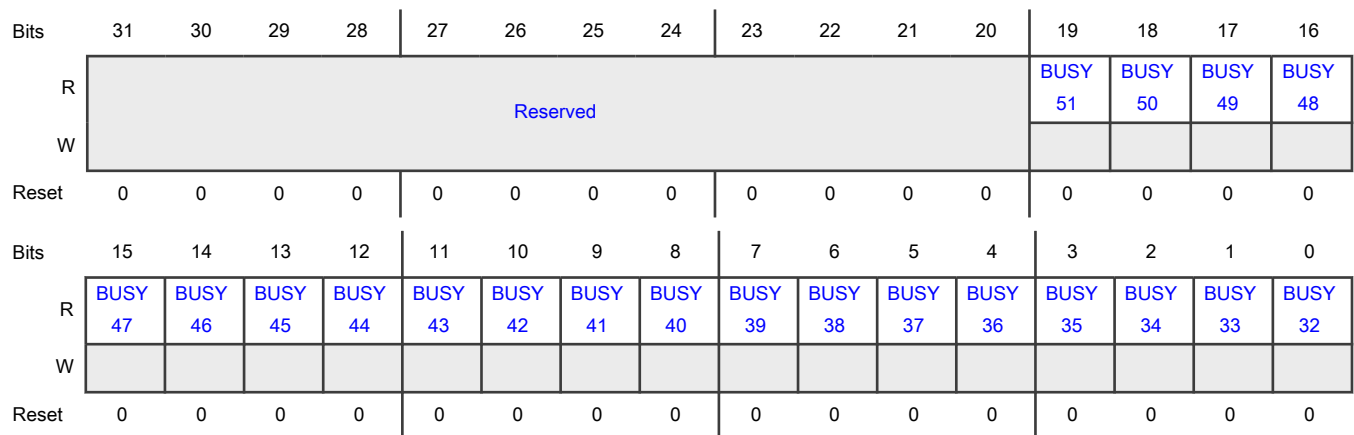 Bits 31 30 29 28 27 26 25 24 23 22 21 20 19 18 17 16
R BUSY BUSY BUSY BUSY
51 50 49 48
Reserved
W
Reset 0 0 0 0 0 0 0 0 0 0 0 0 0 0 0 0
Bits 15 14 13 12 11 10 9 8 7 6 5 4 3 2 1 0
R BUSY BUSY BUSY BUSY BUSY BUSY BUSY BUSY BUSY BUSY BUSY BUSY BUSY BUSY BUSY BUSY
47 46 45 44 43 42 41 40 39 38 37 36 35 34 33 32
W
Reset 0 0 0 0 0 0 0 0 0 0 0 0 0 0 0 0